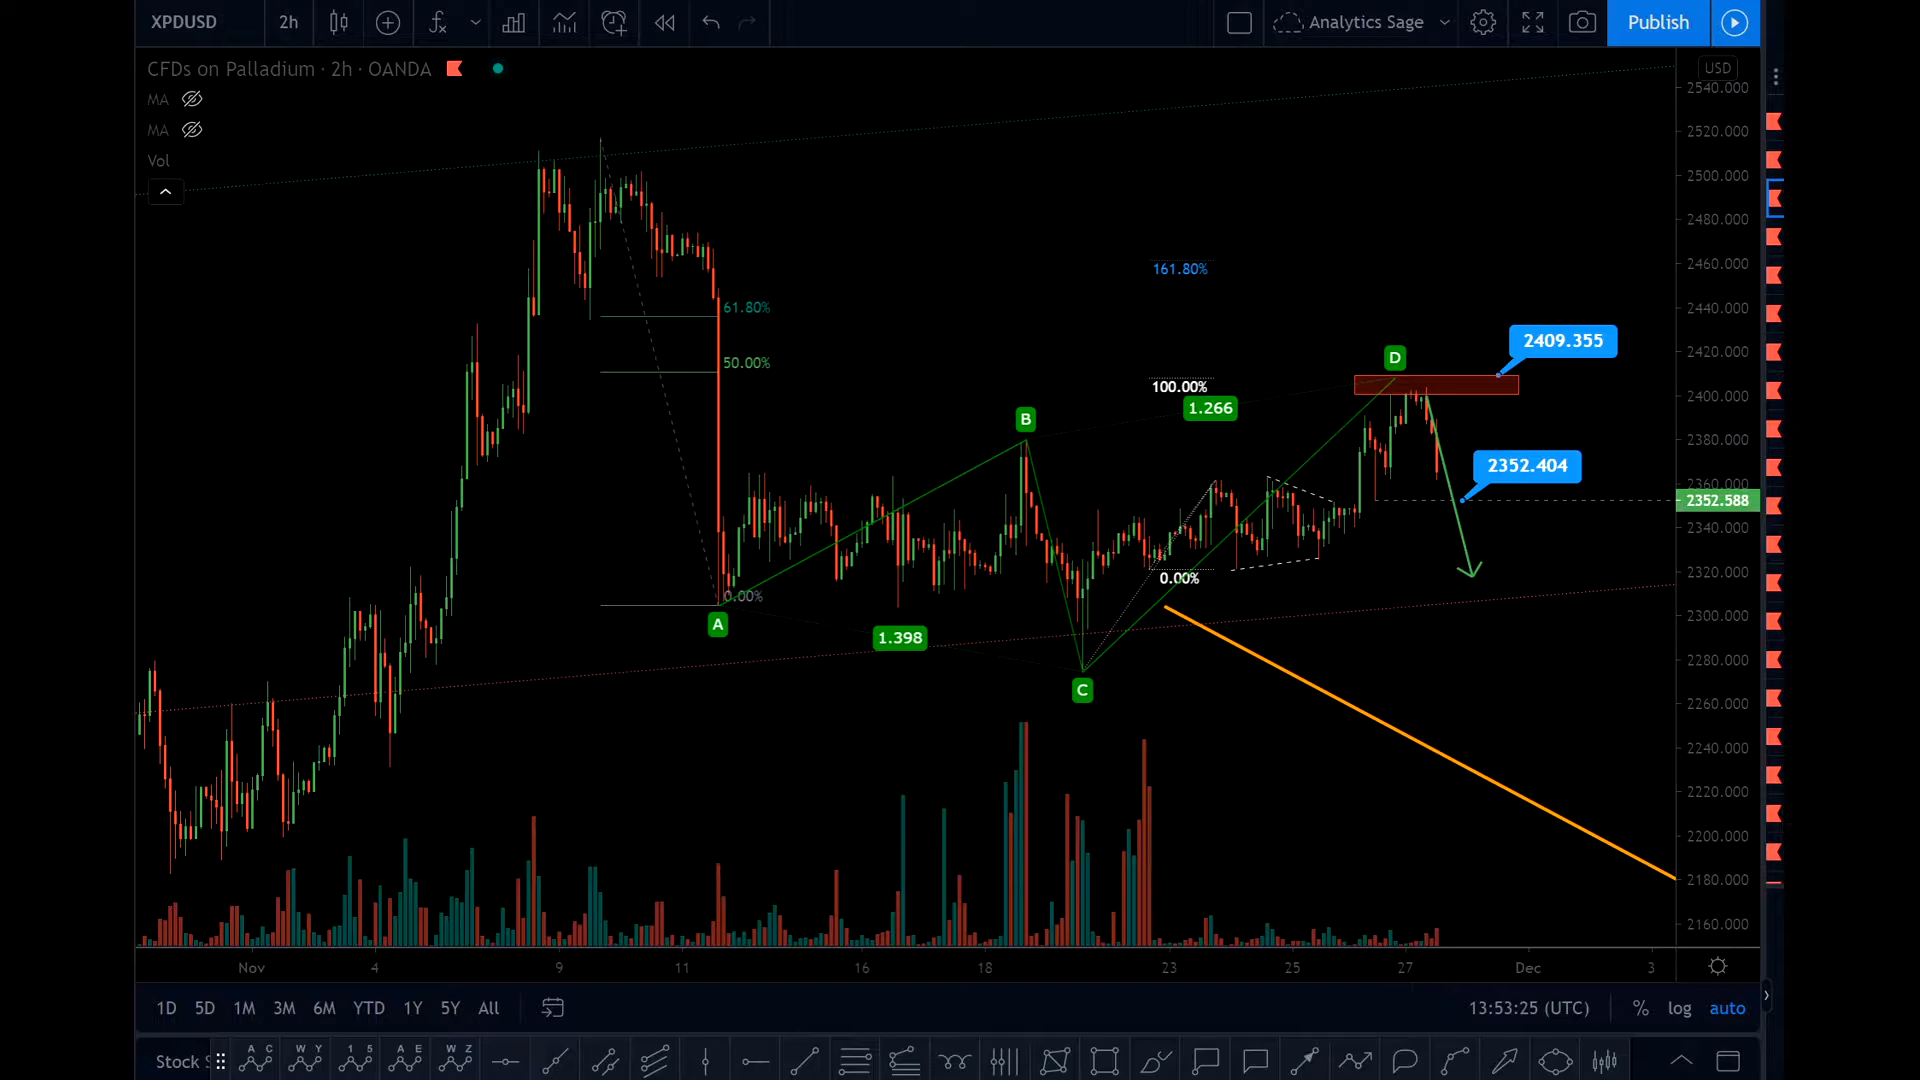 XPDUSD 2h Analytics Sage Publish
CFDs on Palladium · 2h · OANDA
USD
MA
MA
Vol
2540.000
2520.000
2500.000
2480.000
2460.000
2440.000
2420.000
2400.000
2380.000
2360.000
2352.588
2340.000
2320.000
2300.000
2280.000
2260.000
2240.000
2220.000
2200.000
2180.000
2160.000
161.80%
61.80%
2409.355
50.00%
D
100.00%
1.266
B
2352.404
0.00%
0.00%
A
1.398
C
Nov 4 9 11 16 18 23 25 27 Dec 3
1D 5D 1M 3M 6M YTD 1Y 5Y All 13:53:25 (UTC) % log auto
Stock
A C W Y 1 5 A E W Z